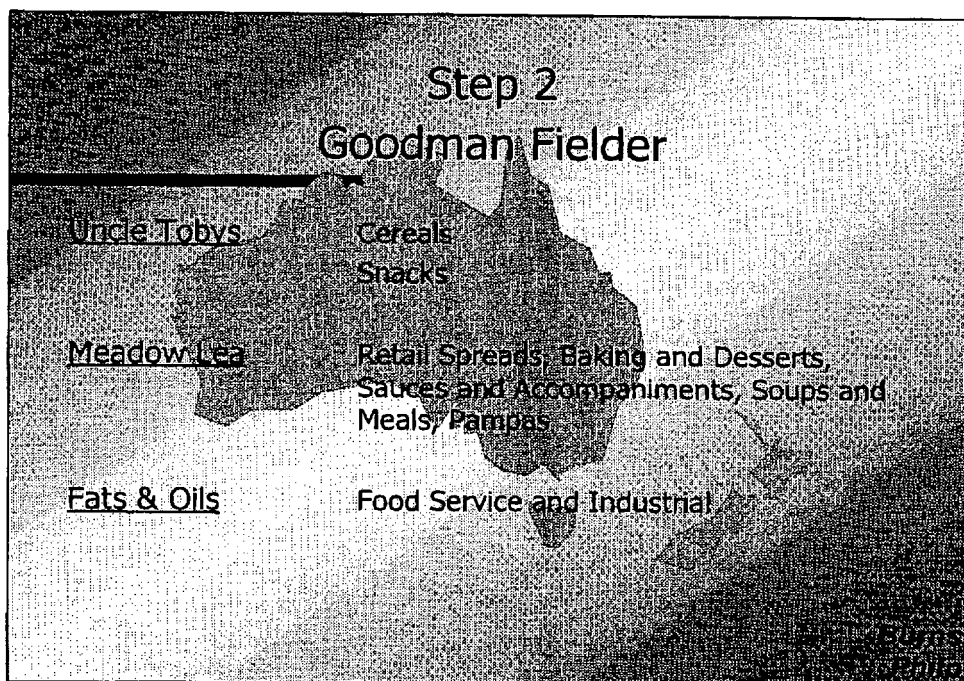 Step 2
Goodman Fielder
Uncle Tobys Cereals
Snacks
Meadow Lea Retail Spreads, Baking and Desserts,
Sauces and Accompaniments, Soups and
Meals, Pampas
Fats & Oils Food Service and Industrial
Burns
Philp